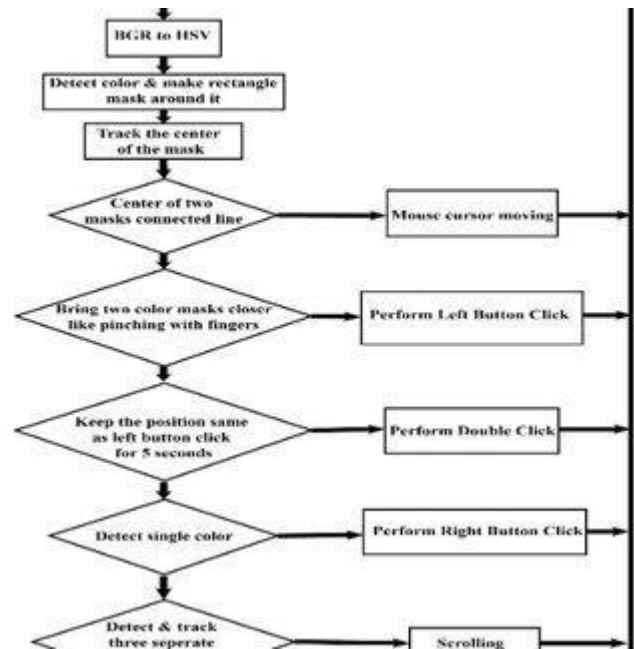 BGR to HSV
Detect color & make rectangle
mask around it
Track the center
of the mask
Center of two
masks connected line
Mouse cursor moving
Bring two color masks closer
like pinching with fingers
Perform Left Button Click
Keep the position same
as left button click
for 5 seconds
Perform Double Click
Detect single color
Perform Right Button Click
Detect & track
three seperate
Scrolling